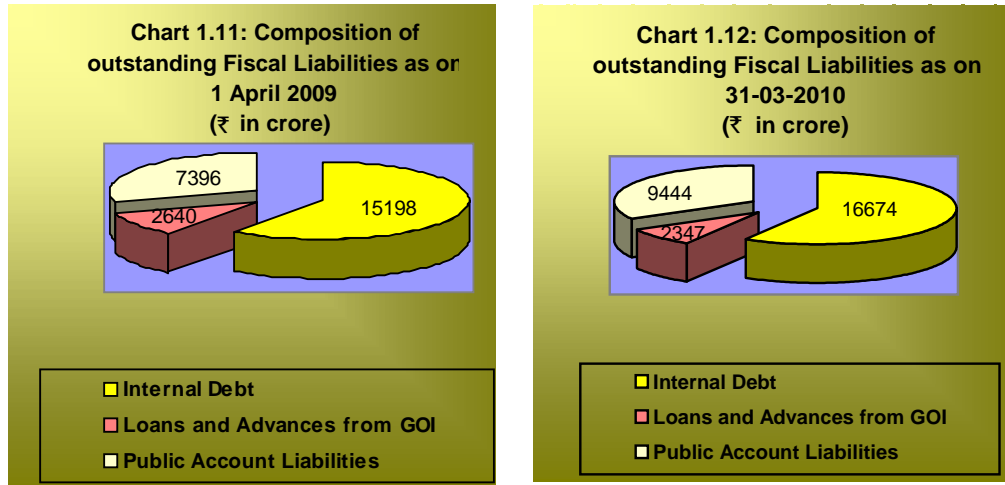 Chart 1.11: Composition of
outstanding Fiscal Liabilities as on
1 April 2009
(₹ in crore)
7396
2640
15198
Internal Debt
Loans and Advances from GOI
Public Account Liabilities
Chart 1.12: Composition of
outstanding Fiscal Liabilities as on
31-03-2010
(₹ in crore)
9444
2347
16674
Internal Debt
Loans and Advances from GOI
Public Account Liabilities